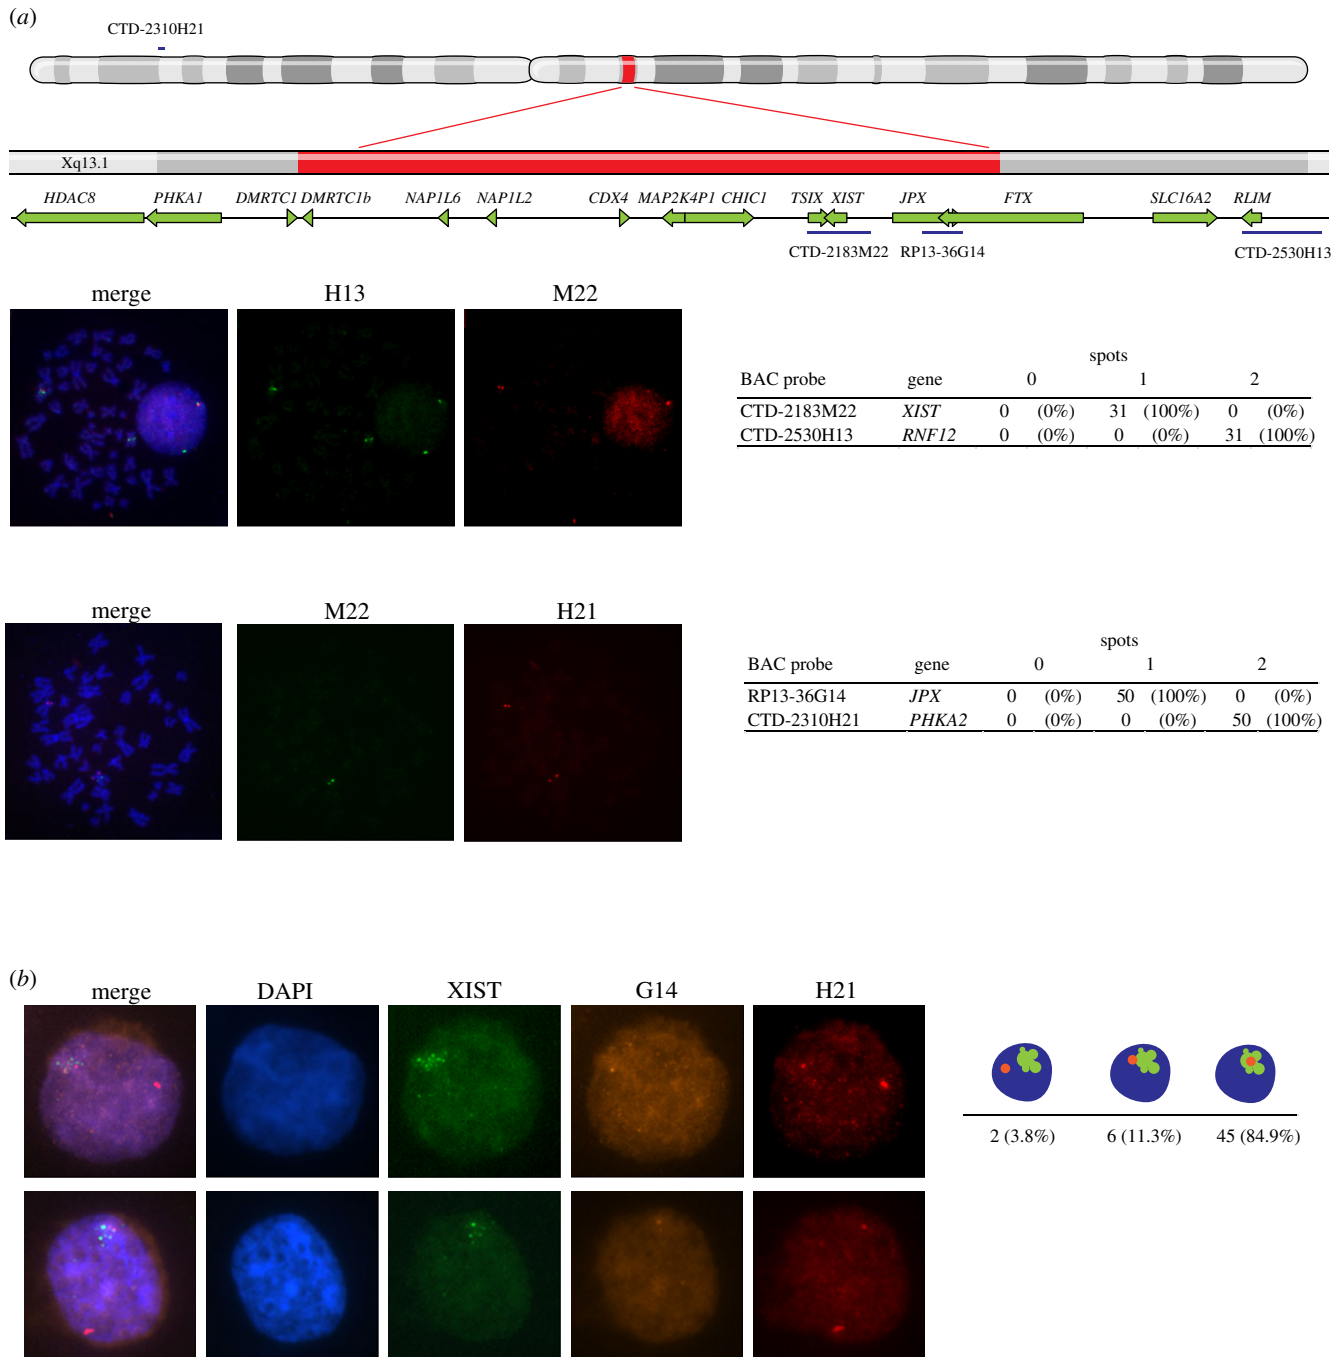 (a)
CTD-2310H21
Xq13.1
HDAC8 PHKA1 DMRTC1 DMRTC1b NAP1L6 NAP1L2 CDX4 MAP2K4P1 CHIC1 TSIX XIST JPX FTX SLC16A2 RLIM
CTD-2183M22 RP13-36G14 CTD-2530H13
merge H13 M22
spots
BAC probe gene 0 1 2
CTD-2183M22 XIST 0 (0%) 31 (100%) 0 (0%)
CTD-2530H13 RNF12 0 (0%) 0 (0%) 31 (100%)
merge M22 H21
spots
BAC probe gene 0 1 2
RP13-36G14 JPX 0 (0%) 50 (100%) 0 (0%)
CTD-2310H21 PHKA2 0 (0%) 0 (0%) 50 (100%)
(b)
merge DAPI XIST G14 H21
2 (3.8%) 6 (11.3%) 45 (84.9%)